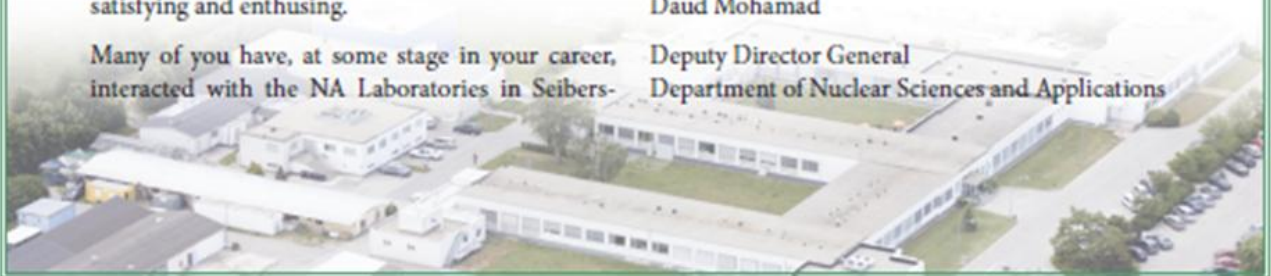 satisfying and enthusing.
Many of you have, at some stage in your career,
interacted with the NA Laboratories in Seibers-
Daud Mohamad
Deputy Director General
Department of Nuclear Sciences and Applications